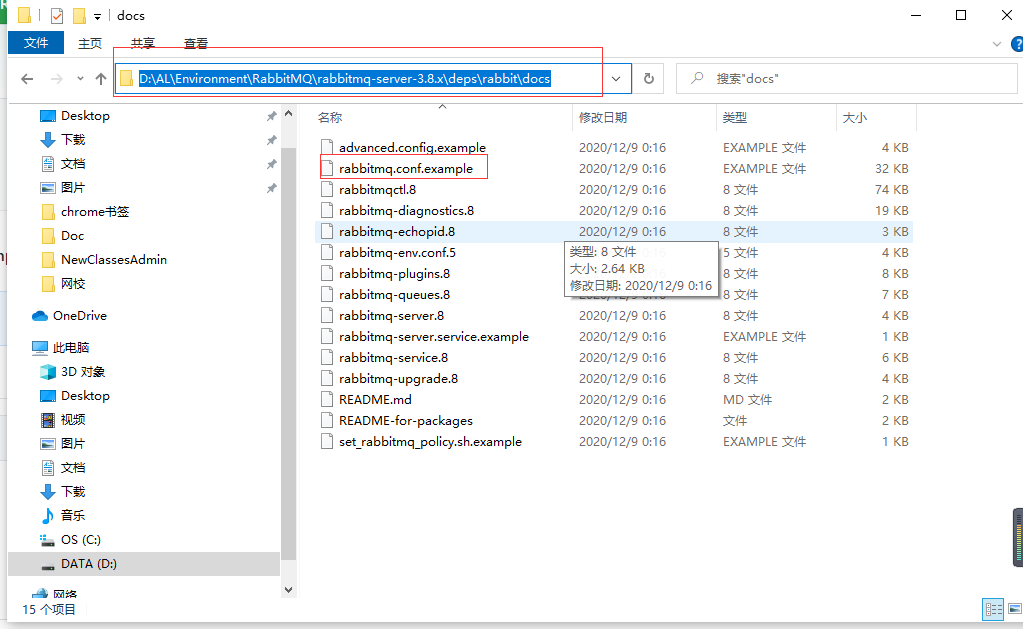 docs
文件 主页 共享 查看
D:\AL\Environment\RabbitMQ\rabbitmq-server-3.8.x\deps\rabbit\docs
搜索"docs"
Desktop
下载
文档
图片
chrome书签
Doc
NewClassesAdmin
网校
OneDrive
此电脑
3D 对象
Desktop
视频
图片
文档
下载
音乐
OS (C:)
DATA (D:)
网络
名称 修改日期 类型 大小
advanced.config.example 2020/12/9 0:16 EXAMPLE 文件 4 KB
rabbitmq.conf.example 2020/12/9 0:16 EXAMPLE 文件 32 KB
rabbitmqctl.8 2020/12/9 0:16 8 文件 74 KB
rabbitmq-diagnostics.8 2020/12/9 0:16 8 文件 19 KB
rabbitmq-echopid.8 2020/12/9 0:16 8 文件 3 KB
rabbitmq-env.conf.5 5 文件 4 KB
rabbitmq-plugins.8 8 文件 8 KB
rabbitmq-queues.8 2020/12/9 0:16 8 文件 7 KB
rabbitmq-server.8 2020/12/9 0:16 8 文件 4 KB
rabbitmq-server.service.example 2020/12/9 0:16 EXAMPLE 文件 1 KB
rabbitmq-service.8 2020/12/9 0:16 8 文件 6 KB
rabbitmq-upgrade.8 2020/12/9 0:16 8 文件 4 KB
README.md 2020/12/9 0:16 MD 文件 2 KB
README-for-packages 2020/12/9 0:16 文件 2 KB
set_rabbitmq_policy.sh.example 2020/12/9 0:16 EXAMPLE 文件 1 KB
类型: 8 文件
大小: 2.64 KB
修改日期: 2020/12/9 0:16
15 个项目